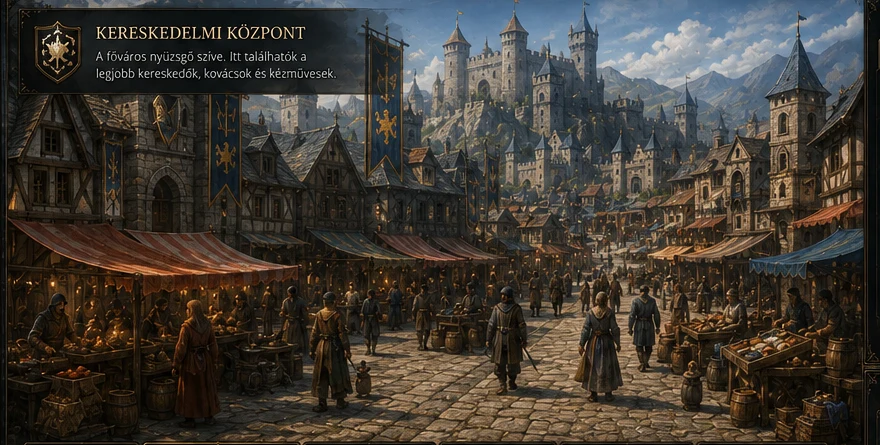 KERESKEDELMI KÖZPONT
A főváros nyüzsgő szíve. Itt találhatók a
legjobb kereskedők, kovácsok és kézművesek.